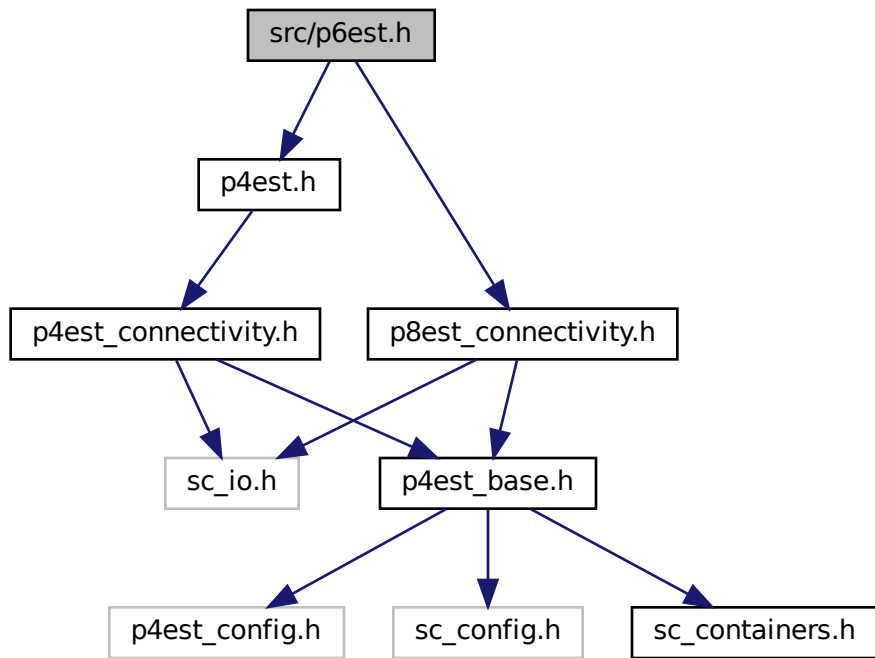 src/p6est.h
p4est.h
p4est_connectivity.h
p8est_connectivity.h
sc_io.h
p4est_base.h
p4est_config.h
sc_config.h
sc_containers.h